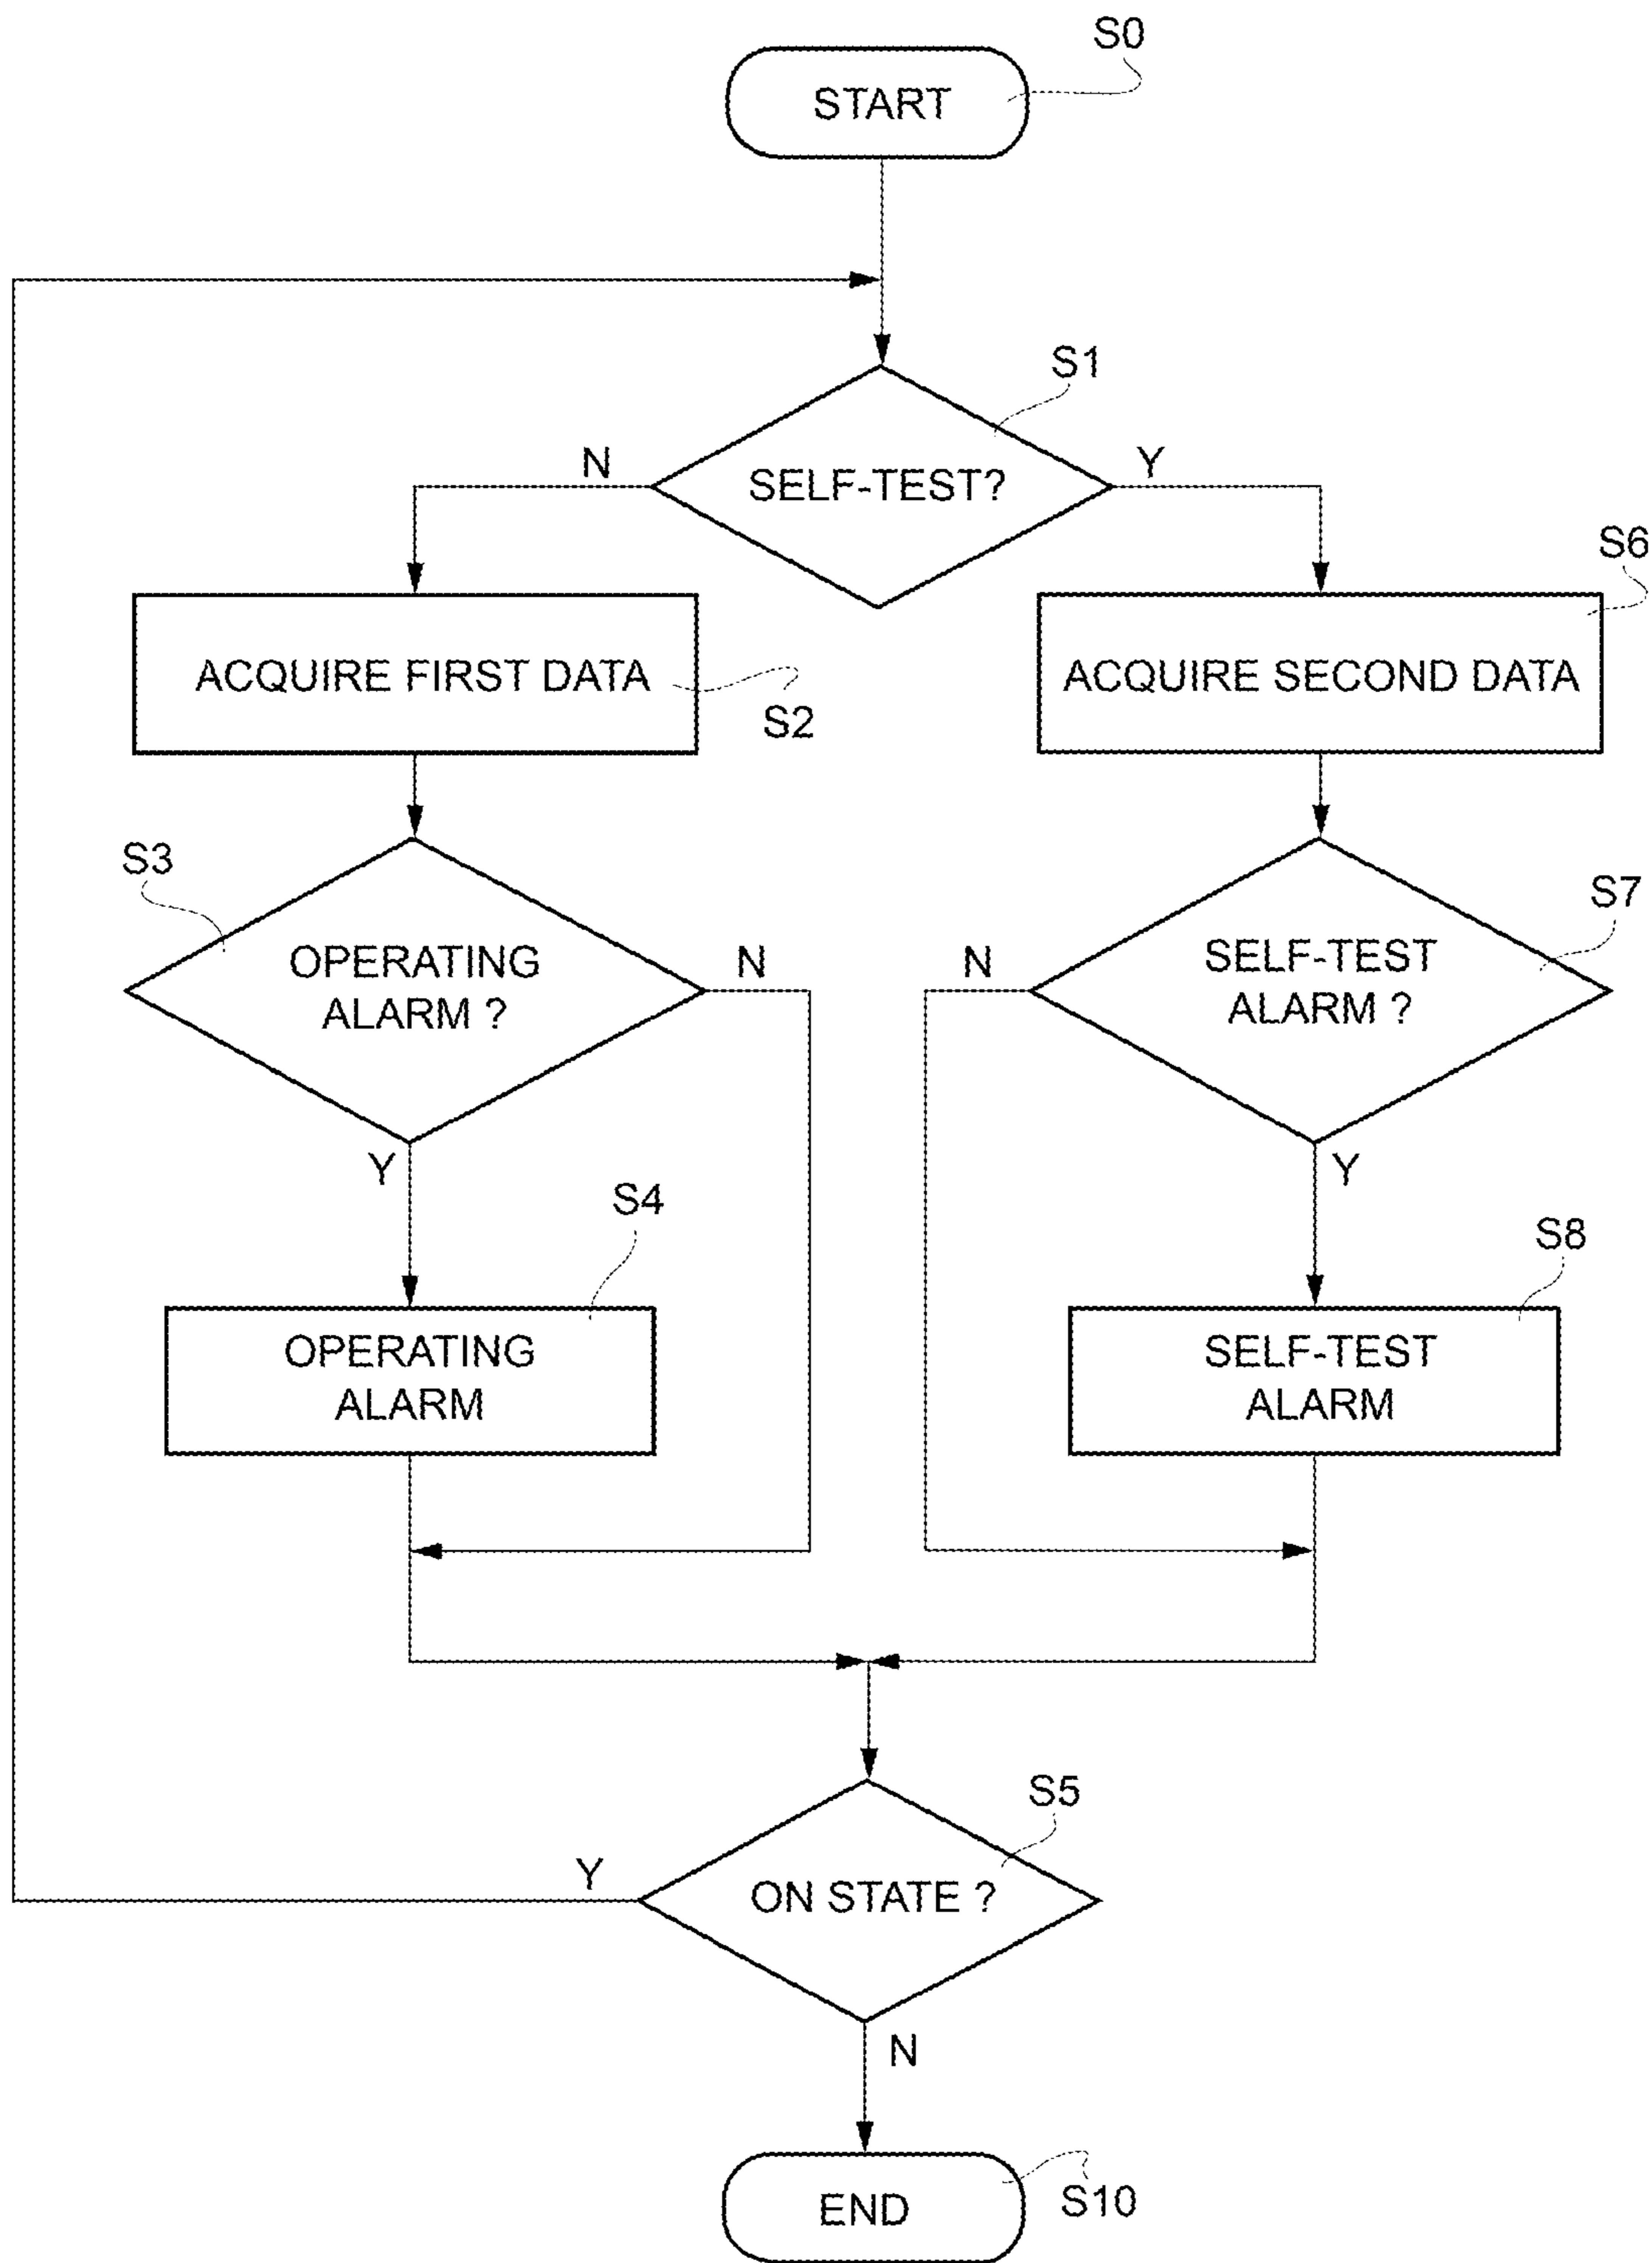 S0
START
S1
N
SELF-TEST?
Y
S6
ACQUIRE FIRST DATA
S2
ACQUIRE SECOND DATA
S3
OPERATING
ALARM ?
N
N
SELF-TEST
ALARM ?
S7
Y
Y
S4
OPERATING
ALARM
S8
SELF-TEST
ALARM
S5
Y
ON STATE ?
N
END
S10